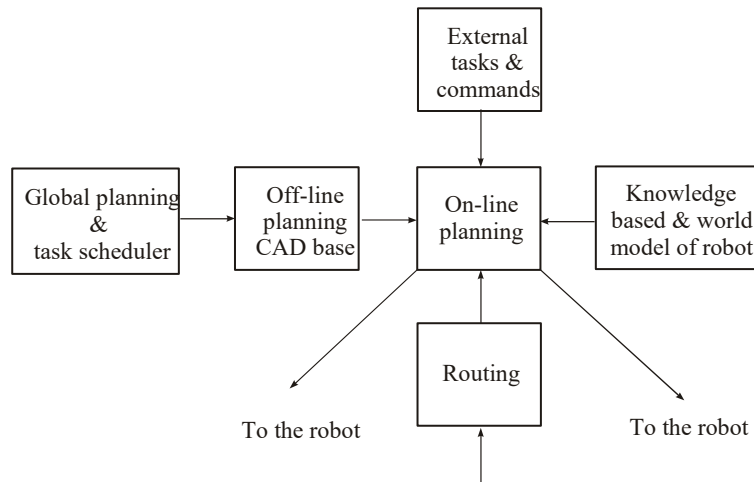 External
tasks &
commands
Global planning
&
task scheduler
Off-line
planning
CAD base
On-line
planning
Knowledge
based & world
model of robot
Routing
To the robot
To the robot